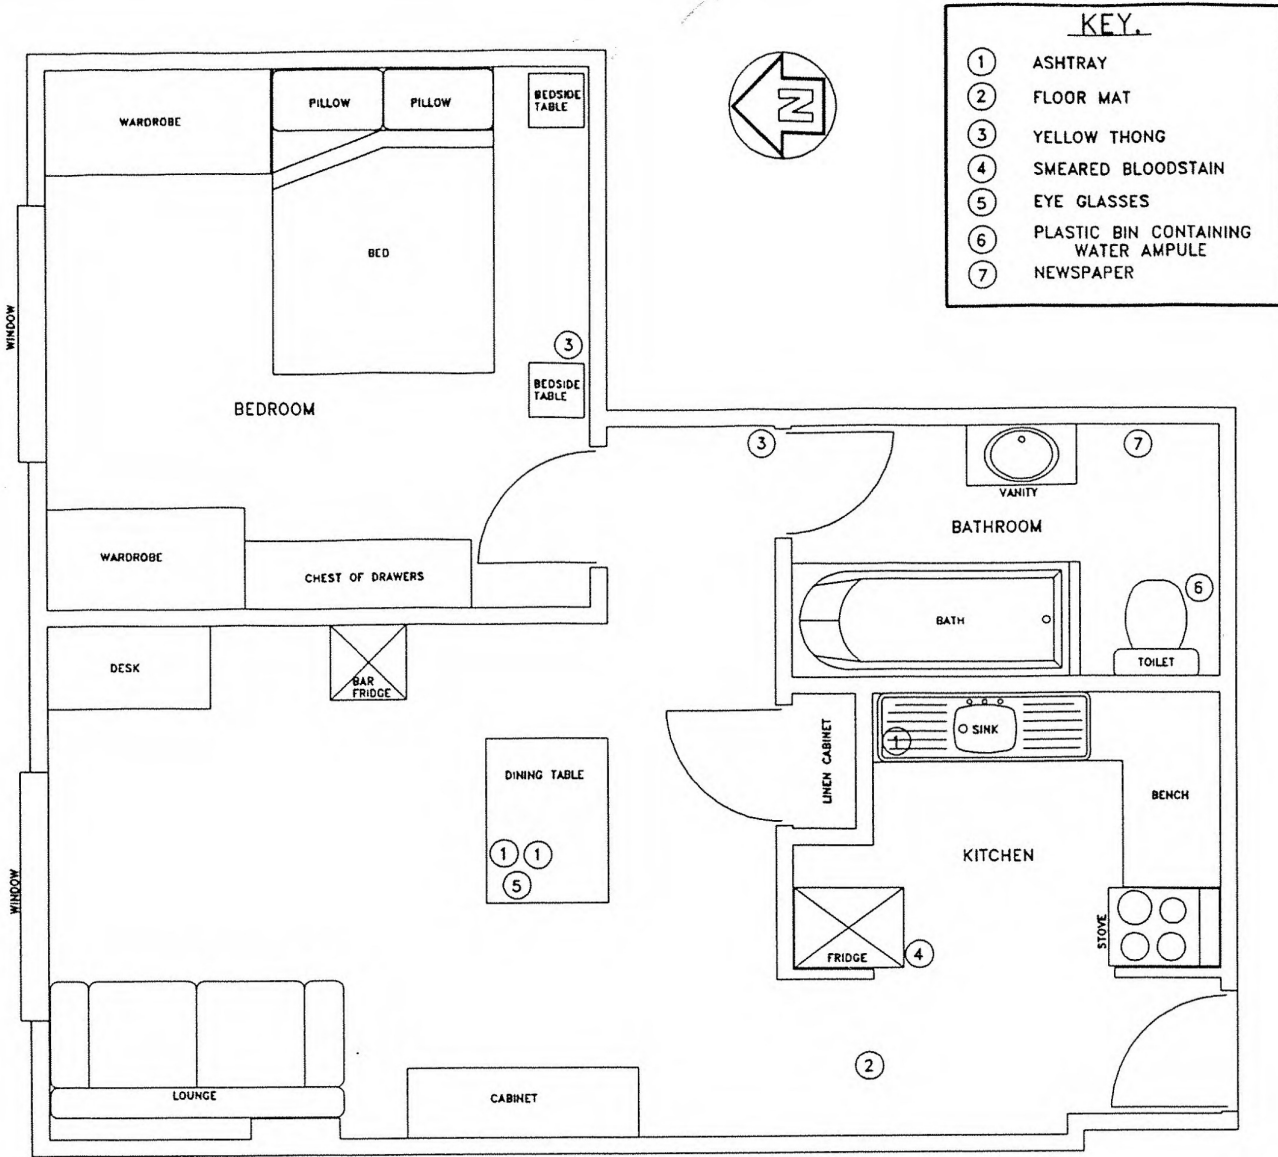 KEY.
1 ASHTRAY
2 FLOOR MAT
3 YELLOW THONG
4 SMEARED BLOODSTAIN
5 EYE GLASSES
6 PLASTIC BIN CONTAINING
WATER AMPULE
7 NEWSPAPER
N
WARDROBE
PILLOW
PILLOW
BEDSIDE
TABLE
BED
WINDOW
3
BEDSIDE
TABLE
BEDROOM
WARDROBE
CHEST OF DRAWERS
3
VANITY
7
BATHROOM
BATH
6
TOILET
DESK
BAR
FRIDGE
DINING TABLE
1
1
5
LINEN CABINET
1
SINK
BENCH
KITCHEN
STOVE
FRIDGE
4
WINDOW
LOUNGE
CABINET
2